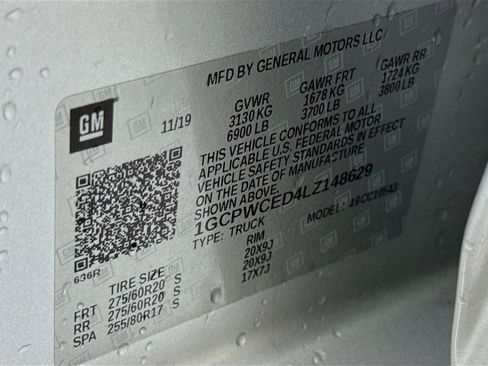 MFD BY GENERAL MOTORS LLC
GM
11/19
GVWR GAWR FRT GAWR RR
3130 KG 1678 KG 1724 KG
6900 LB 3700 LB 3800 LB
THIS VEHICLE CONFORMS TO ALL
APPLICABLE U.S. FEDERAL MOTOR
VEHICLE SAFETY STANDARDS IN EFFECT
ON THE DATE OF MANUFACTURE
SHOWN ABOVE.
1GCPWCED4LZ148629
TYPE: TRUCK MODEL: 49CC10543
636R
TIRE SIZE RIM
FRT 275/60R20 S 20X9J
RR 275/60R20 S 20X9J
SPA 255/80R17 S 17X7J